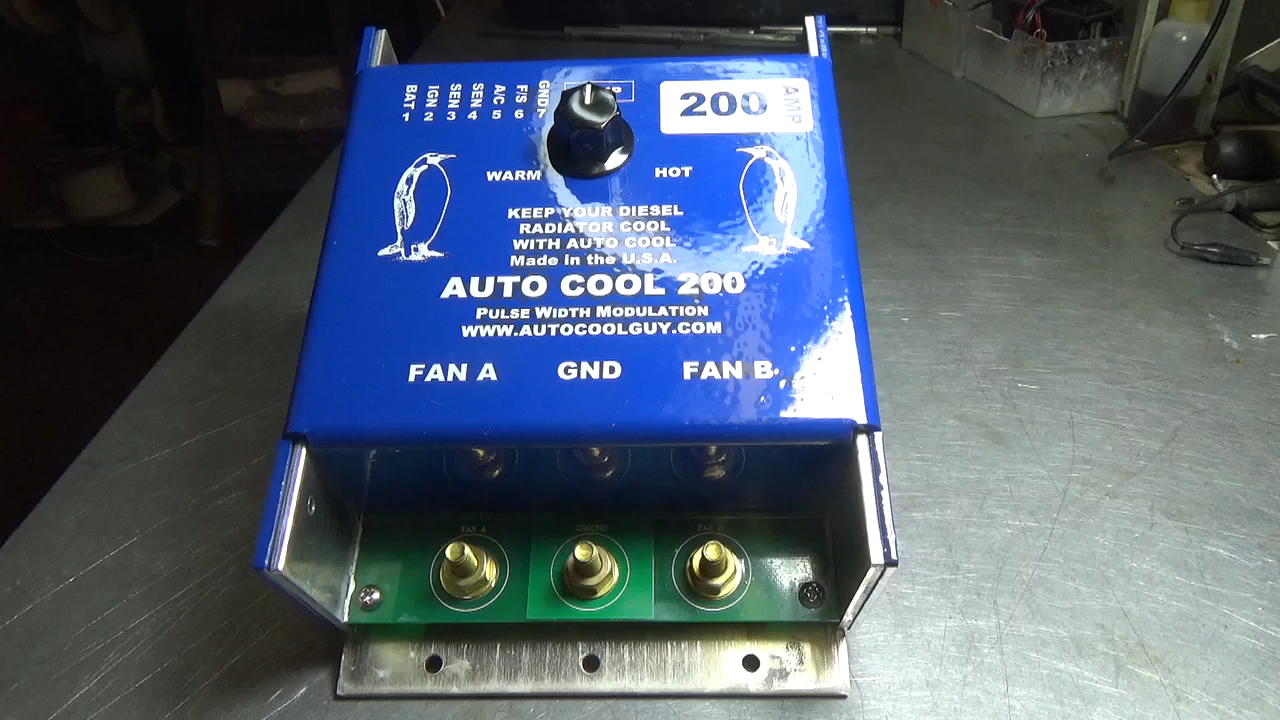 BAT IGN SEN SEN A/C F/S GND
1 2 3 4 5 6 7
200 AMP
WARM HOT
KEEP YOUR DIESEL
RADIATOR COOL
WITH AUTO COOL
Made in the U.S.A.
AUTO COOL 200
PULSE WIDTH MODULATION
WWW.AUTOCOOLGUY.COM
FAN A GND FAN B
FAN A GROUND FAN B